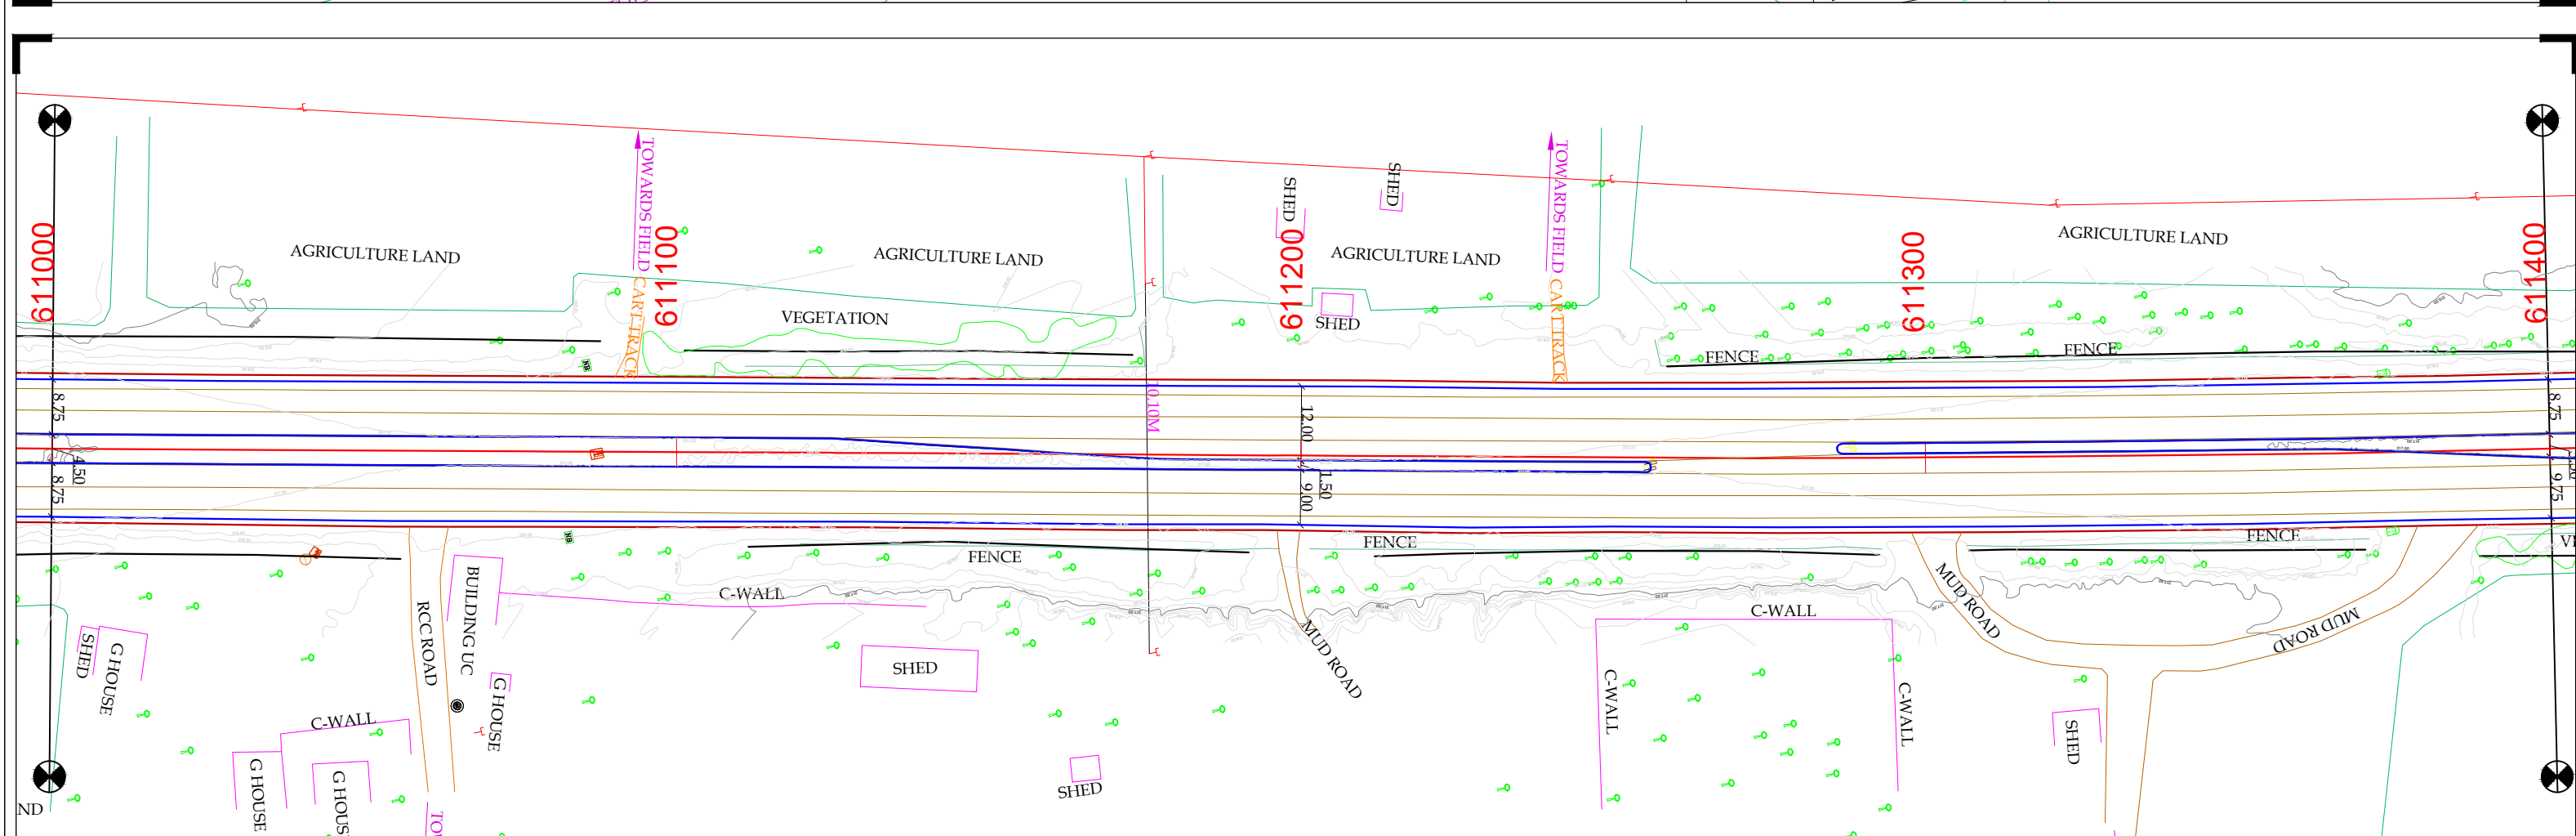 TOWARDS FIELD
SHED
SHED
TOWARDS FIELD
611000
AGRICULTURE LAND
611100
AGRICULTURE LAND
611200
AGRICULTURE LAND
611300
AGRICULTURE LAND
611400
CART TRACK
VEGETATION
SHED
CART TRACK
FENCE
FENCE
NB
8.75
10.10M
12.00
8.75
4.50
8.75
1.50
9.00
9.75
NB
FENCE
FENCE
FENCE
C-WALL
BUILDING UC
RCC ROAD
MUD ROAD
C-WALL
MUD ROAD
MUD ROAD
SHED
G HOUSE
SHED
G HOUSE
C-WALL
C-WALL
C-WALL
SHED
G HOUSE
G HOUS
SHED
ND
TO